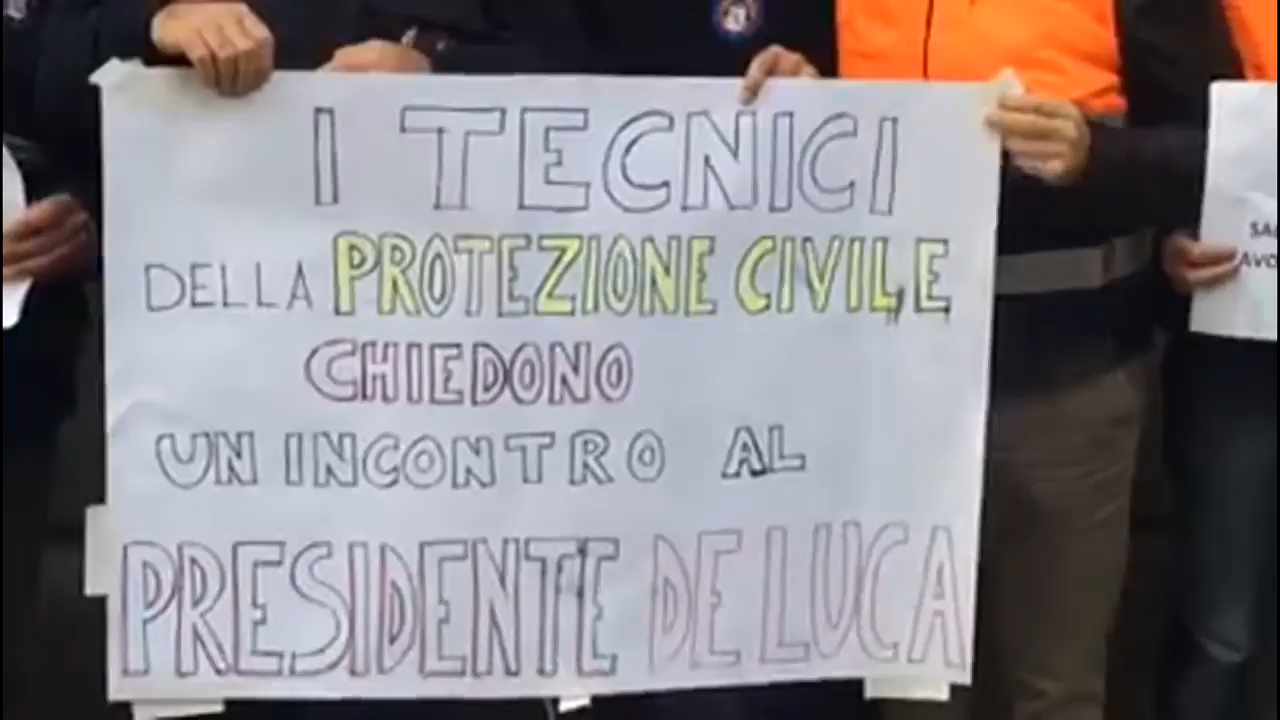 I TECNICI
DELLA PROTEZIONE CIVILE
CHIEDONO
UN INCONTRO AL
PRESIDENTE DE LUCA